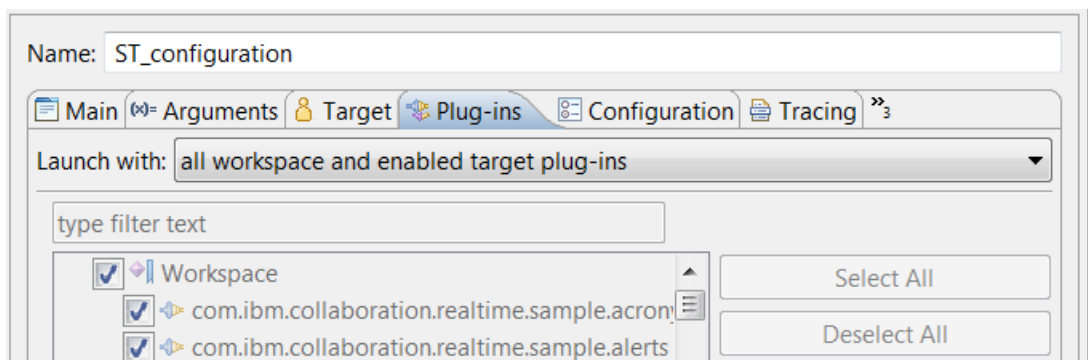 Name: ST_configuration
Main (x)= Arguments Target Plug-ins Configuration Tracing »3
Launch with: all workspace and enabled target plug-ins
type filter text
Workspace
Select All
com.ibm.collaboration.realtime.sample.acrony
com.ibm.collaboration.realtime.sample.alerts
Deselect All